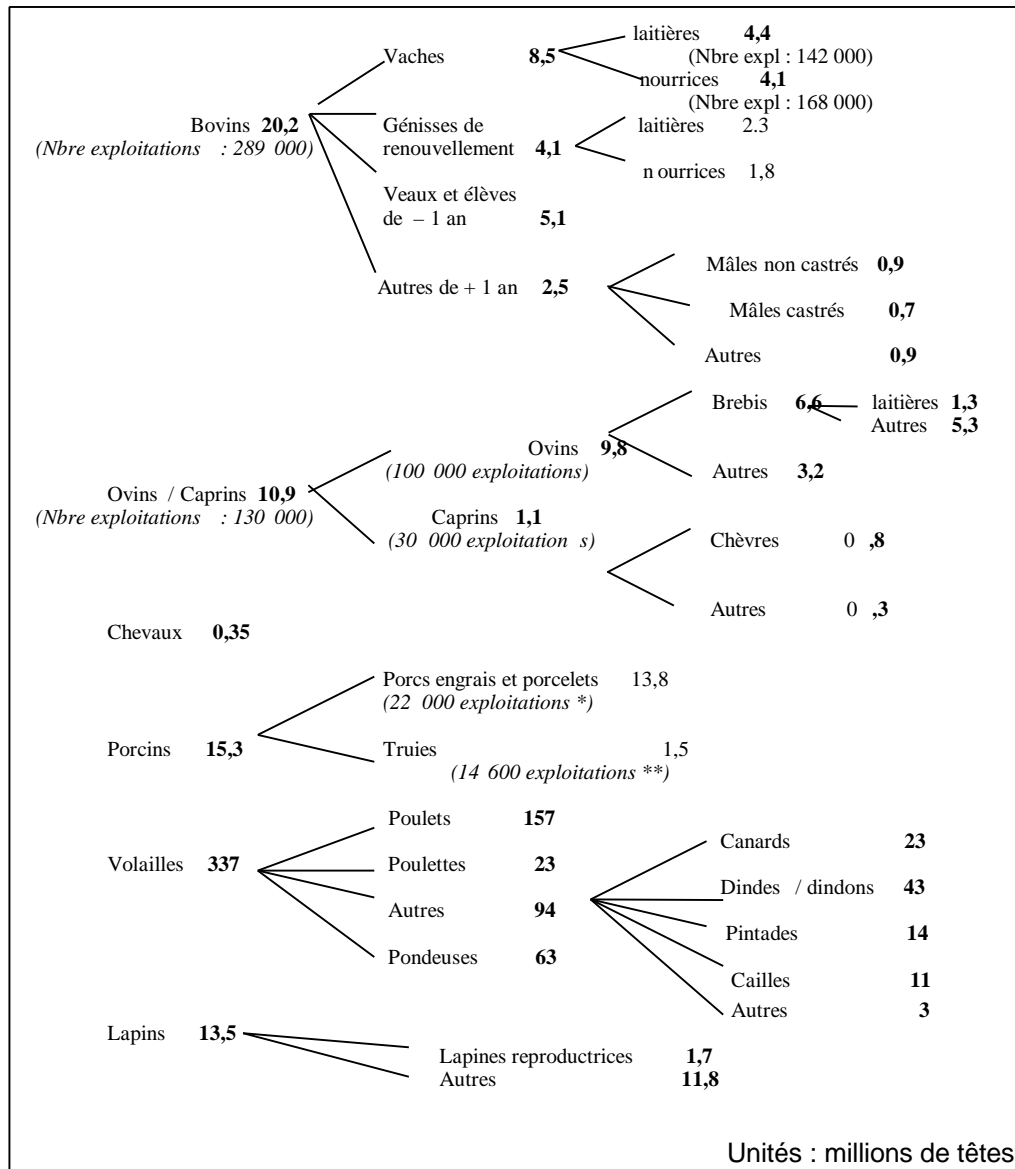 laitières 4,4
Vaches 8,5 (Nbre expl : 142 000)
nourrices 4,1
(Nbre expl : 168 000)
Bovins 20,2 Génisses de laitières 2.3
(Nbre exploitations : 289 000) renouvellement 4,1
n ourrices 1,8
Veaux et élèves
de – 1 an 5,1
Mâles non castrés 0,9
Autres de + 1 an 2,5
Mâles castrés 0,7
Autres 0,9
Brebis 6,6 laitières 1,3
Autres 5,3
Ovins 9,8
(100 000 exploitations) Autres 3,2
Ovins / Caprins 10,9
(Nbre exploitations : 130 000) Caprins 1,1
(30 000 exploitation s) Chèvres 0 ,8
Autres 0 ,3
Chevaux 0,35
Porcs engrais et porcelets 13,8
(22 000 exploitations *)
Porcins 15,3 Truies 1,5
(14 600 exploitations **)
Poulets 157
Canards 23
Volailles 337 Poulettes 23
Dindes / dindons 43
Autres 94
Pintades 14
Pondeuses 63
Cailles 11
Autres 3
Lapins 13,5
Lapines reproductrices 1,7
Autres 11,8
Unités : millions de têtes